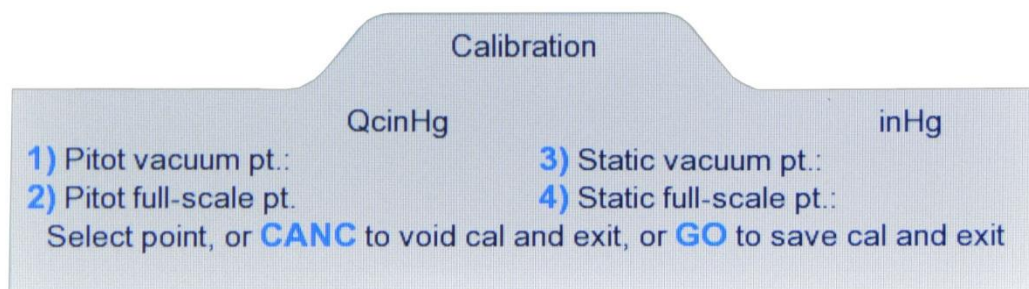 Calibration
QcinHg inHg
1) Pitot vacuum pt.: 3) Static vacuum pt.:
2) Pitot full-scale pt. 4) Static full-scale pt.:
Select point, or CANC to void cal and exit, or GO to save cal and exit